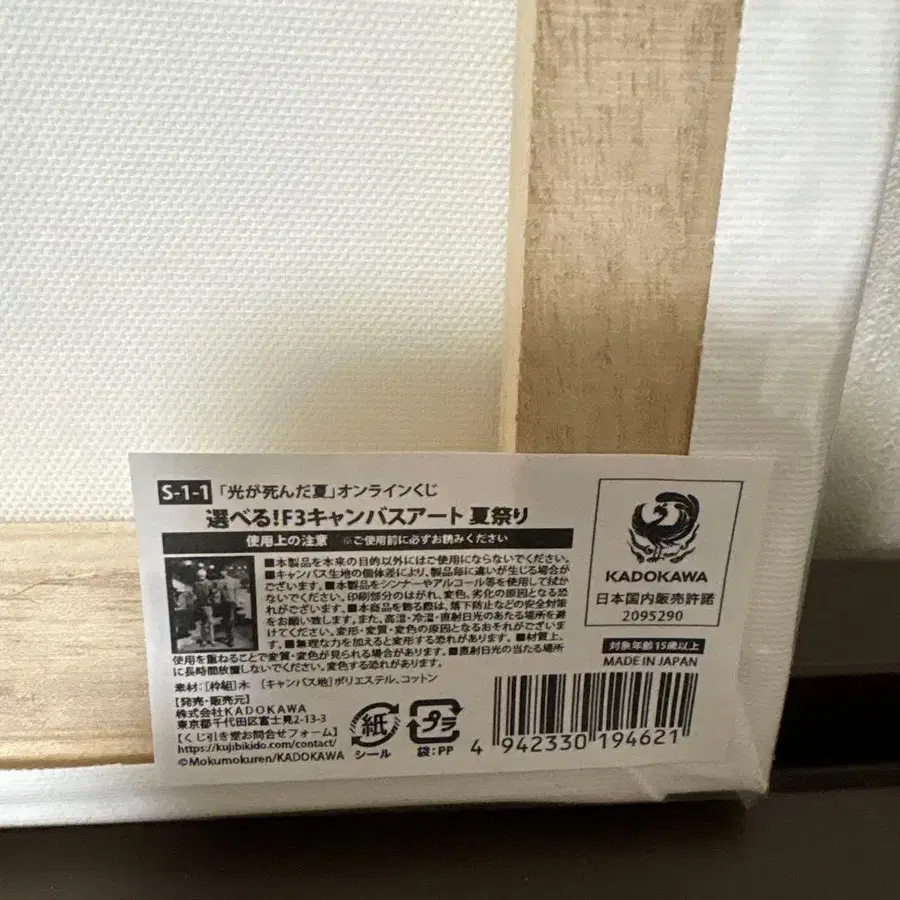 S-1-1 「光が死んだ夏」オンラインくじ
選べる!F3キャンバスアート 夏祭り
使用上の注意 ※ご使用前に必ずお読みください
■本製品を本来の目的以外にはご使用にならないでください。
■キャンバス生地の個体差により、製品毎に違いが生じる場合が
ございます。■本製品をシンナーやアルコール等を使用して拭か
ないでください。印刷部分のはがれ、変色、劣化の原因となる恐
れがございます。■本商品を飾る際は、落下防止などの安全対策
をお願い致します。また、高湿・冷温・直射日光のあたる場所を避
けてください。変形・変質・変色の原因となるおそれがございま
す。■無理な力を加えると変形する恐れがあります。■材質上、
使用を重ねることで変質・変色が見られる場合があります。■直射日光の当たる場所
に長時間放置しないでください。変色する恐れがあります。
素材:[枠組]木 [キャンバス地]ポリエステル、コットン
【発売・販売元】
株式会社KADOKAWA
東京都千代田区富士見2-13-3
【くじ引き堂お問合せフォーム】
https://kujibikido.com/contact/
©Mokumokuren/KADOKAWA
紙
シール
プラ
袋:PP
KADOKAWA
日本国内販売許諾
2095290
対象年齢15歳以上
MADE IN JAPAN
4 942330 194621